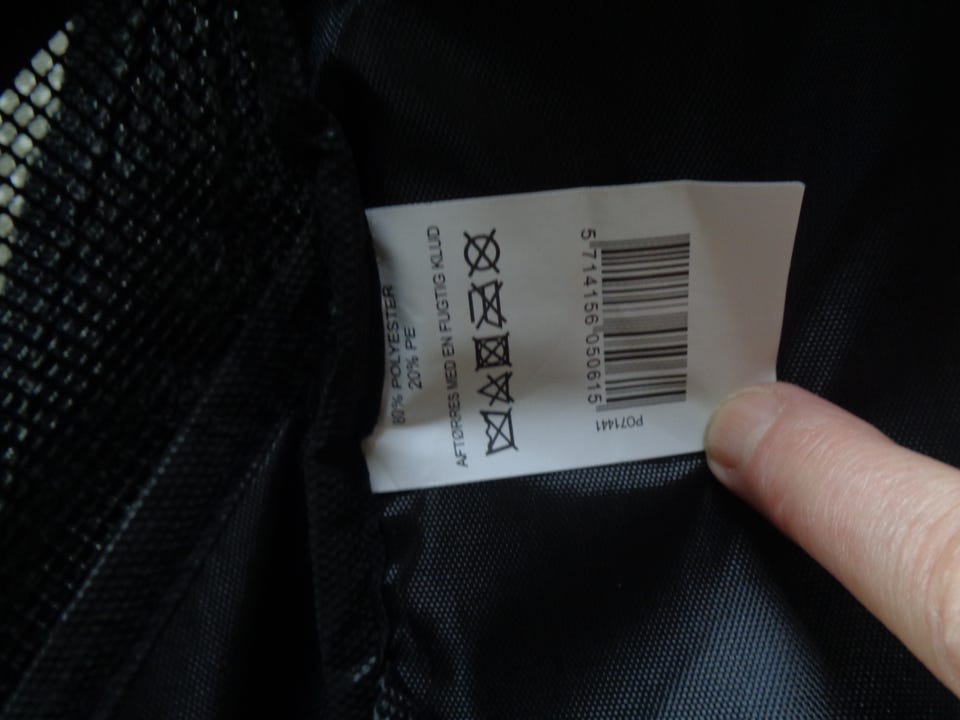 80% POLYESTER
20% PE
AFTØRRES MED EN FUGTIG KLUD
5 714156 050615
PO71441